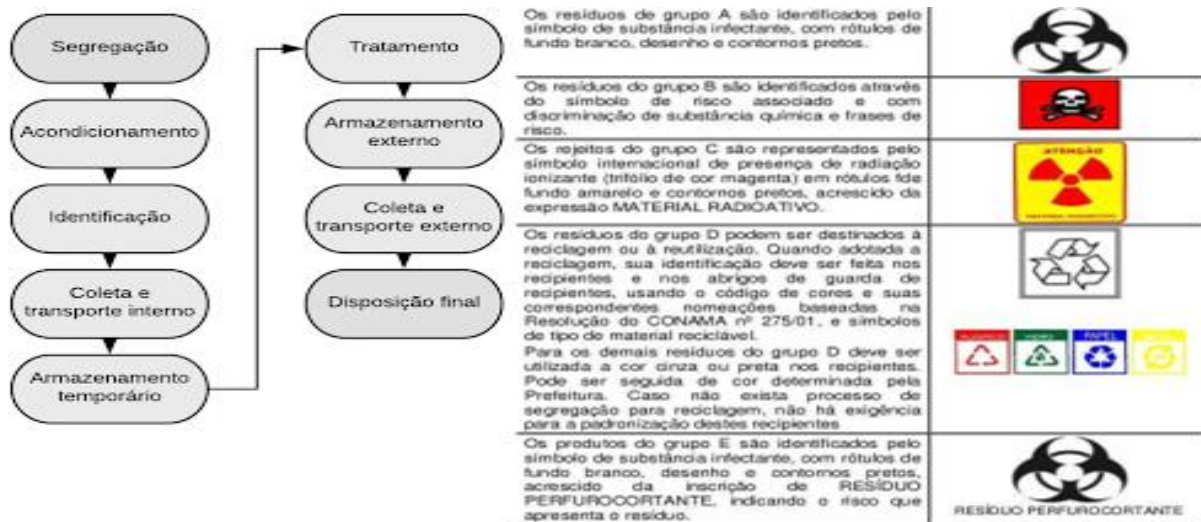 Segregação
Acondicionamento
Identificação
Coleta e
transporte interno
Armazenamento
temporário
Tratamento
Armazenamento
externo
Coleta e
transporte externo
Disposição final
Os resíduos de grupo A são identificados pelo
símbolo de substância infectante, com rótulos de
fundo branco, desenho e contornos pretos.
Os resíduos do grupo B são identificados através
do símbolo de risco associado e com
discriminação de substância química e frases de
risco.
Os rejeitos do grupo C são representados pelo
símbolo internacional de presença de radiação
ionizante (trifólio de cor magenta) em rótulos fde
fundo amarelo e contornos pretos, acrescido da
expressão MATERIAL RADIOATIVO.
ATENÇÃO
Os resíduos do grupo D podem ser destinados à
reciclagem ou à reutilização. Quando adotada a
reciclagem, sua identificação deve ser feita nos
recipientes e nos abrigos de guarda de
recipientes, usando o código de cores e suas
correspondentes nomeações baseadas na
Resolução do CONAMA nº 275/01, e símbolos
de tipo de material reciclável.
Para os demais resíduos do grupo D deve ser
utilizada a cor cinza ou preta nos recipientes.
Pode ser seguida de cor determinada pela
Prefeitura. Caso não exista processo de
segregação para reciclagem, não há exigência
para a padronização destes recipientes
PAPEL
Os produtos do grupo E são identificados pelo
símbolo de substância infectante, com rótulos de
fundo branco, desenho e contornos pretos,
acrescido da inscrição de RESÍDUO
PERFUROCORTANTE, indicando o risco que
apresenta o resíduo.
RESÍDUO PERFUROCORTANTE